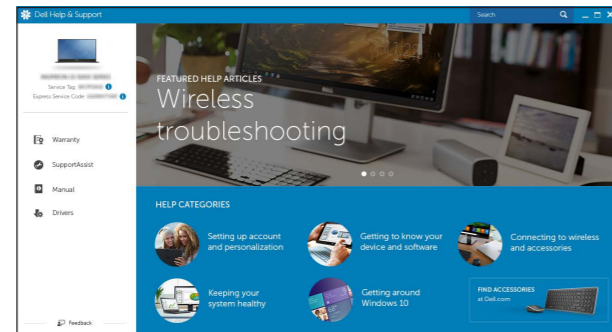 Dell Help & Support
Search
Service Tag:
Express Service Code:
Warranty
SupportAssist
Manual
Drivers
Feedback
FEATURED HELP ARTICLES
Wireless
troubleshooting
HELP CATEGORIES
Setting up account
and personalization
Getting to know your
device and software
Connecting to wireless
and accessories
Keeping your
system healthy
Getting around
Windows 10
FIND ACCESSORIES
at Dell.com